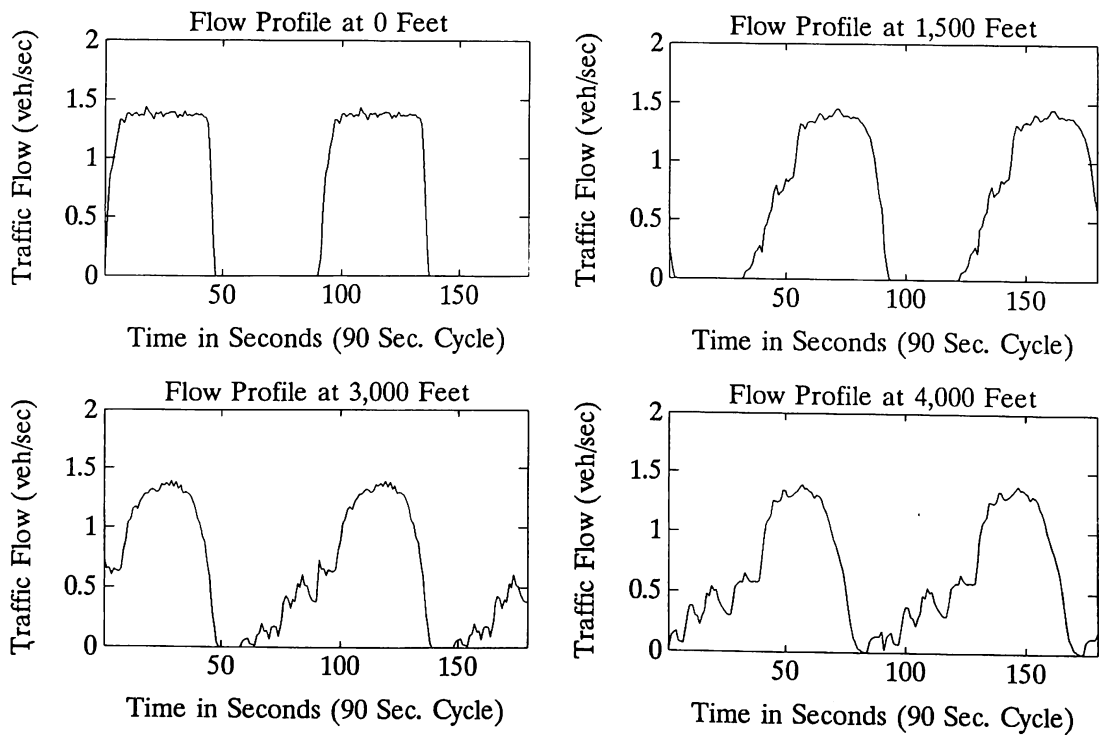 Flow Profile at 0 Feet
Traffic Flow (veh/sec)
2
1.5
1
0.5
0
50
100
150
Time in Seconds (90 Sec. Cycle)
Flow Profile at 1,500 Feet
Traffic Flow (veh/sec)
2
1.5
1
0.5
0
50
100
150
Time in Seconds (90 Sec. Cycle)
Flow Profile at 3,000 Feet
Traffic Flow (veh/sec)
2
1.5
1
0.5
0
50
100
150
Time in Seconds (90 Sec. Cycle)
Flow Profile at 4,000 Feet
Traffic Flow (veh/sec)
2
1.5
1
0.5
0
50
100
150
Time in Seconds (90 Sec. Cycle)